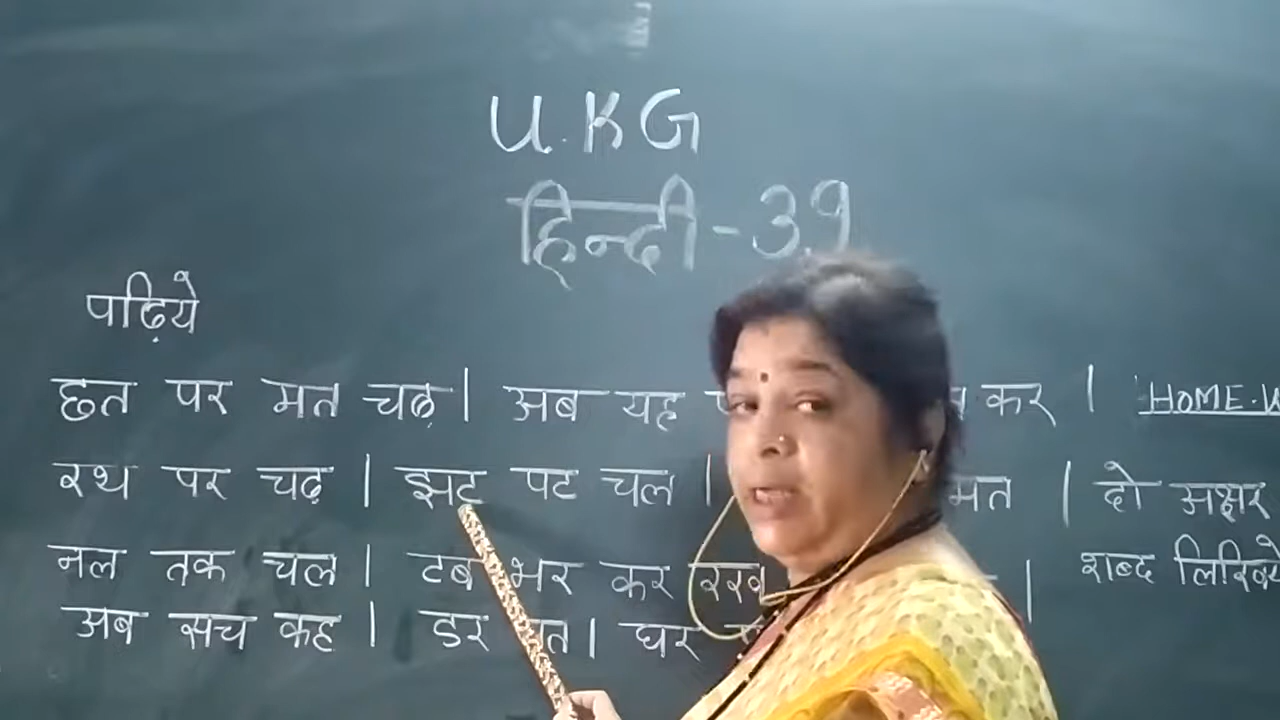 U.KG
हिन्दी - 39
पढ़िये
छत पर मत चढ़। अब यह कर । HOME.W
रथ पर चढ़ । झट पट चल । मत । दो अक्षर
नल तक चल । टब भर कर रख । शब्द लिखिये
अब सच कह । डर मत। घर